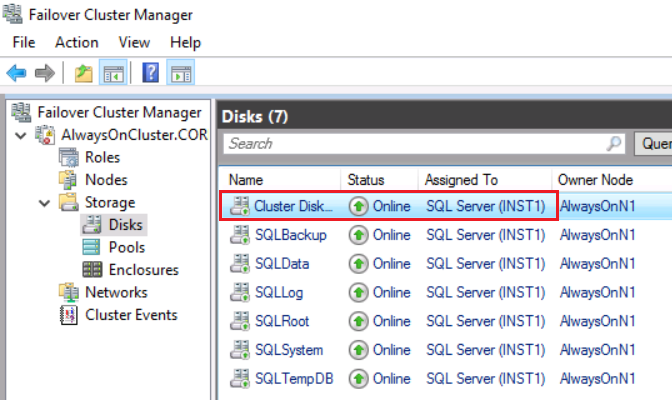 Failover Cluster Manager
File Action View Help
Failover Cluster Manager
AlwaysOnCluster.COR
Roles
Nodes
Storage
Disks
Pools
Enclosures
Networks
Cluster Events
Disks (7)
Search
Quer
Name Status Assigned To Owner Node
Cluster Disk... Online SQL Server (INST1) AlwaysOnN1
SQLBackup Online SQL Server (INST1) AlwaysOnN1
SQLData Online SQL Server (INST1) AlwaysOnN1
SQLLog Online SQL Server (INST1) AlwaysOnN1
SQLRoot Online SQL Server (INST1) AlwaysOnN1
SQLSystem Online SQL Server (INST1) AlwaysOnN1
SQLTempDB Online SQL Server (INST1) AlwaysOnN1